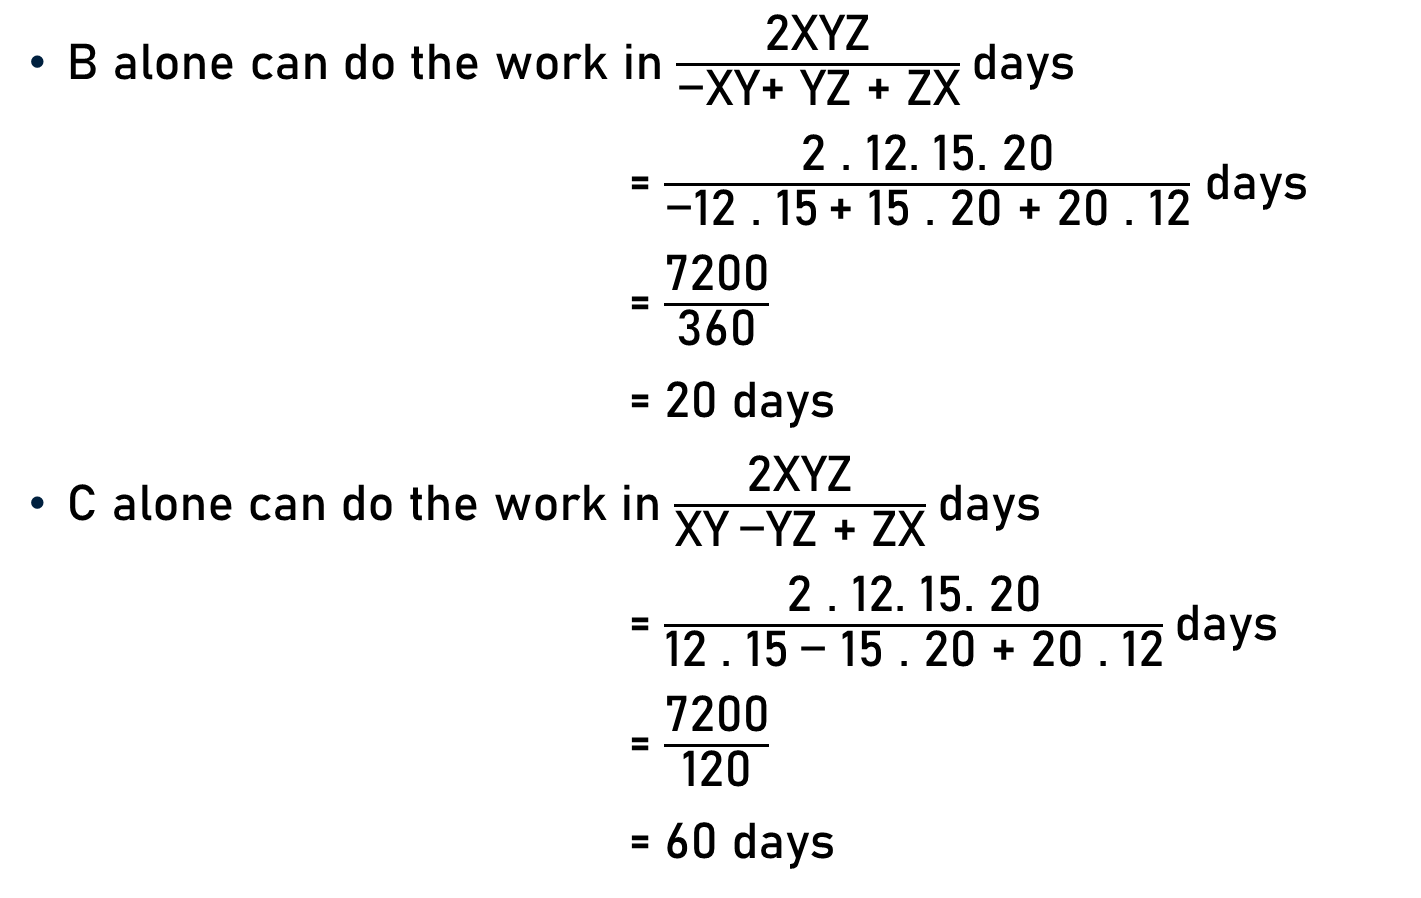 • B alone can do the work in 2XYZ / −XY+ YZ + ZX days
= 2 . 12. 15. 20 / −12 . 15 + 15 . 20 + 20 . 12 days
= 7200 / 360
= 20 days
• C alone can do the work in 2XYZ / XY −YZ + ZX days
= 2 . 12. 15. 20 / 12 . 15 − 15 . 20 + 20 . 12 days
= 7200 / 120
= 60 days